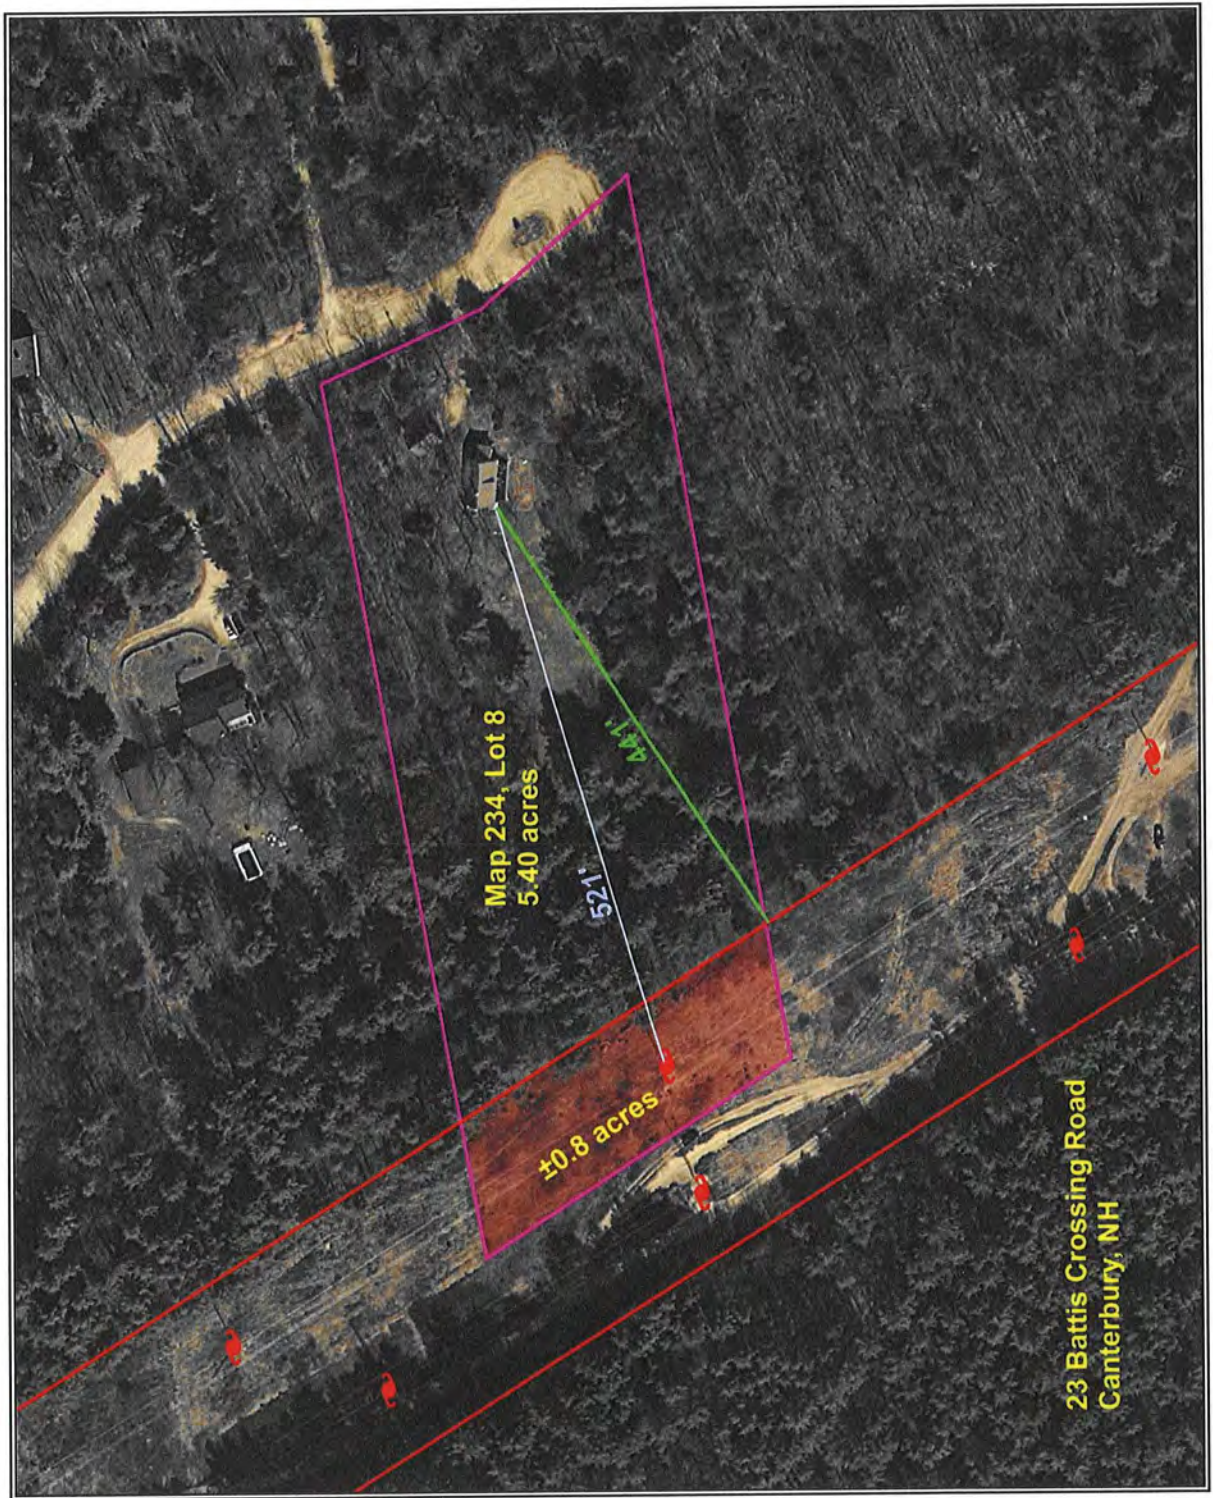 Map 234, Lot 8
5.40 acres
521'
441'
±0.8 acres
23 Battis Crossing Road
Canterbury, NH